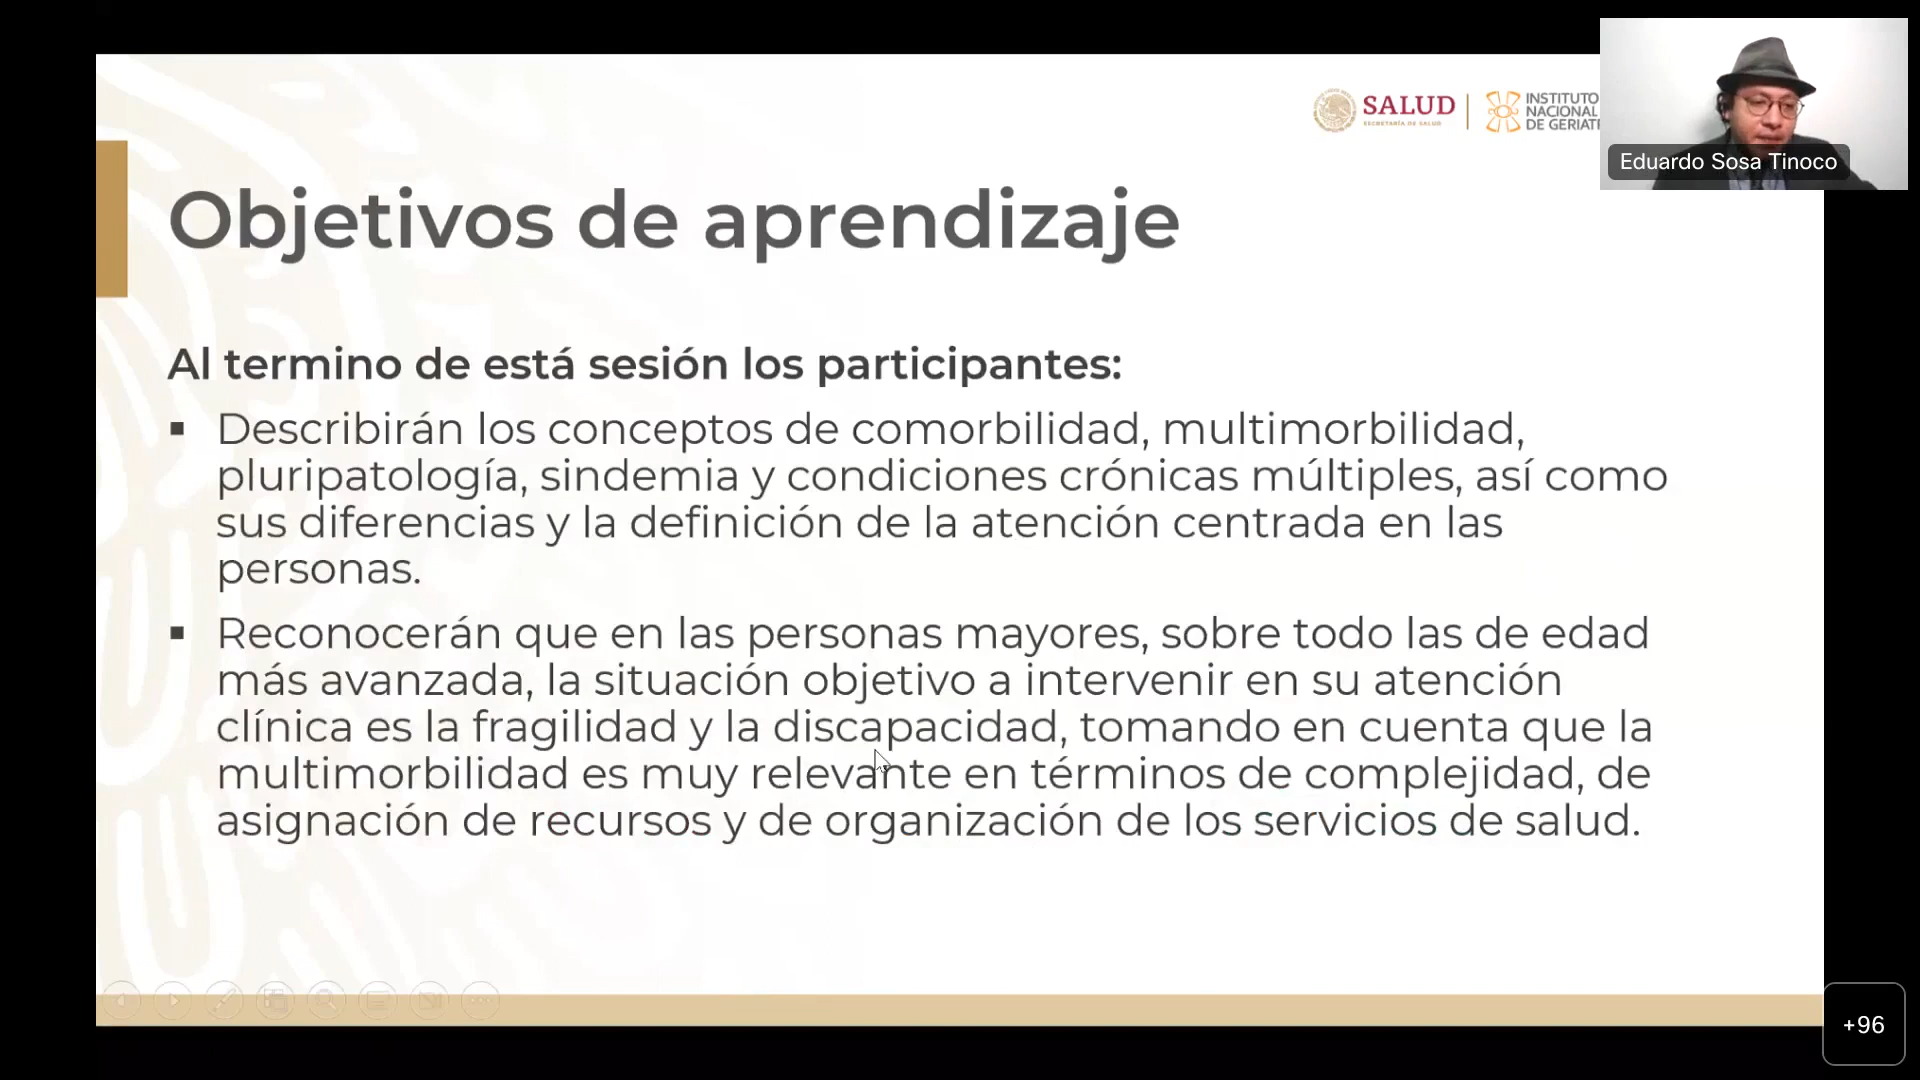 SALUD
SECRETARÍA DE SALUD
INSTITUTO
NACIONAL
DE GERIAT
Eduardo Sosa Tinoco
Objetivos de aprendizaje
Al termino de está sesión los participantes:
▪ Describirán los conceptos de comorbilidad, multimorbilidad,
pluripatología, sindemia y condiciones crónicas múltiples, así como
sus diferencias y la definición de la atención centrada en las
personas.
▪ Reconocerán que en las personas mayores, sobre todo las de edad
más avanzada, la situación objetivo a intervenir en su atención
clínica es la fragilidad y la discapacidad, tomando en cuenta que la
multimorbilidad es muy relevante en términos de complejidad, de
asignación de recursos y de organización de los servicios de salud.
+96